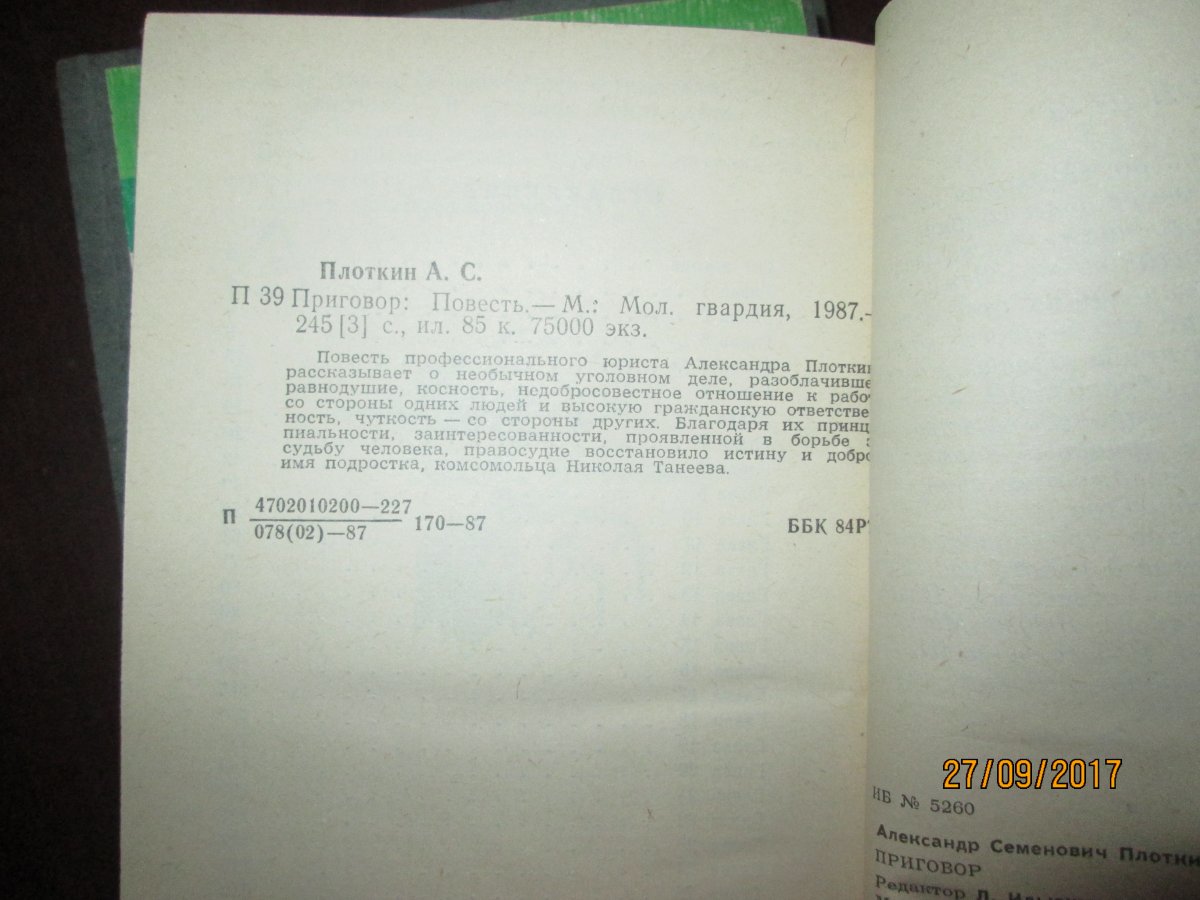 Плоткин А. С.
П 39 Приговор: Повесть.— М.: Мол. гвардия, 1987.—
245 [3] с., ил. 85 к. 75000 экз.
Повесть профессионального юриста Александра Плотки
рассказывает о необычном уголовном деле, разоблачивше
равнодушие, косность, недобросовестное отношение к рабо
со стороны одних людей и высокую гражданскую ответстве
ность, чуткость — со стороны других. Благодаря их принц
пиальности, заинтересованности, проявленной в борьбе з
судьбу человека, правосудие восстановило истину и добро
имя подростка, комсомольца Николая Танеева.
П 4702010200—227
078(02)—87 170—87
ББК 84Р7
27/09/2017
ИБ № 5260
Александр Семенович Плотки
ПРИГОВОР
Редактор Л.